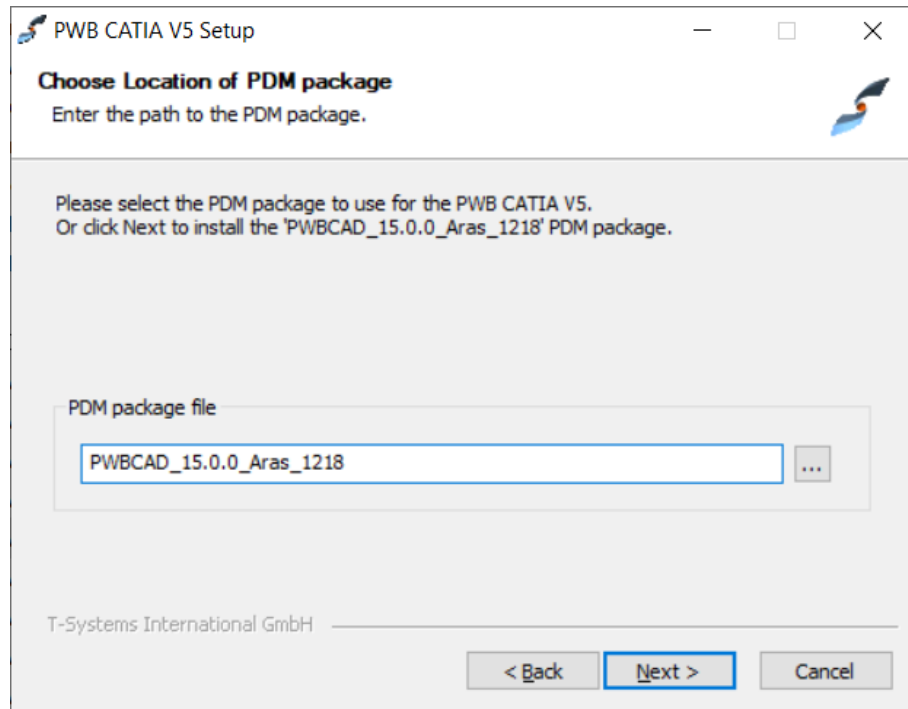 PWB CATIA V5 Setup
Choose Location of PDM package
Enter the path to the PDM package.
Please select the PDM package to use for the PWB CATIA V5.
Or click Next to install the 'PWBCAD_15.0.0_Aras_1218' PDM package.
PDM package file
PWBCAD_15.0.0_Aras_1218
...
T-Systems International GmbH
< Back
Next >
Cancel